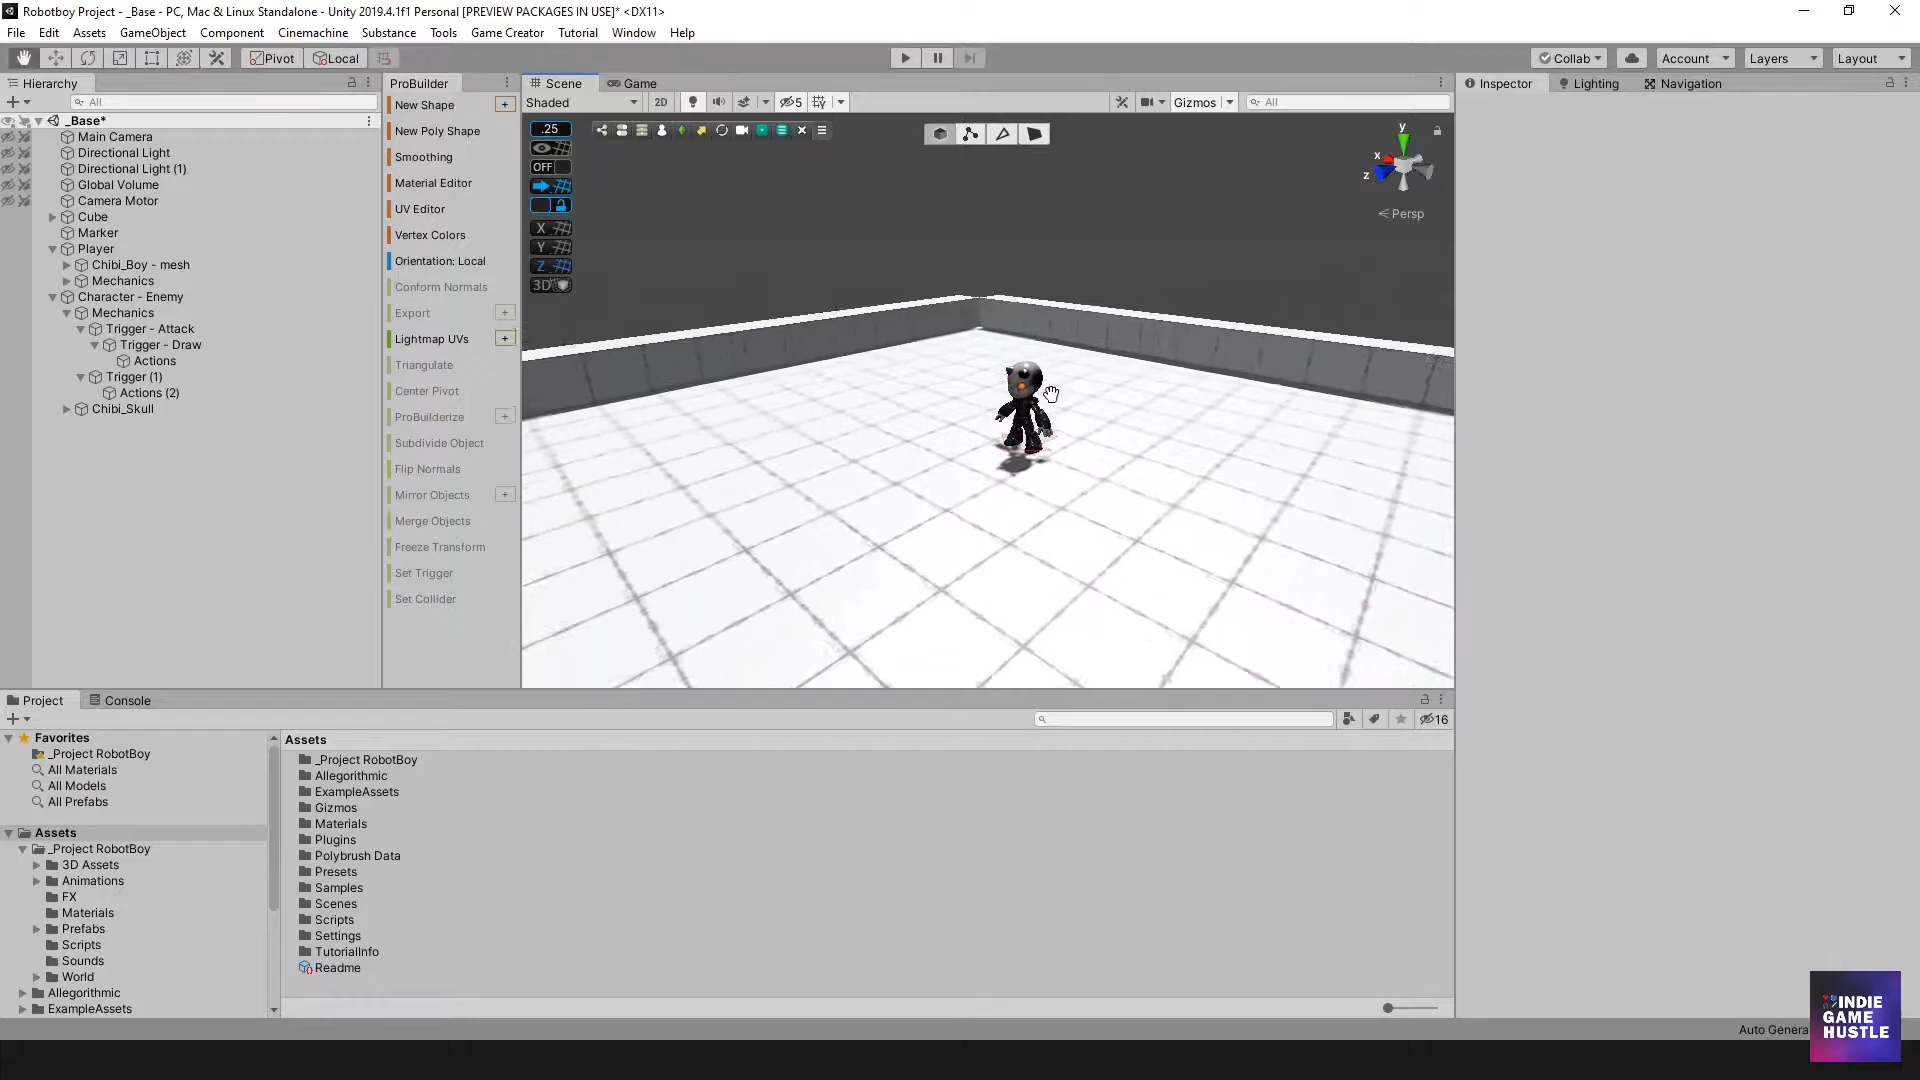 Robotboy Project - _Base - PC, Mac & Linux Standalone - Unity 2019.4.1f1 Personal [PREVIEW PACKAGES IN USE]* <DX11>
File Edit Assets GameObject Component Cinemachine Substance Tools Game Creator Tutorial Window Help
Pivot Local Collab Account Layers Layout
Hierarchy ProBuilder Scene Game Inspector Lighting Navigation
All
Shaded 2D 5 Gizmos All
_Base*
Main Camera
Directional Light
Directional Light (1)
Global Volume
Camera Motor
Cube
Marker
Player
Chibi_Boy - mesh
Mechanics
Character - Enemy
Mechanics
Trigger - Attack
Trigger - Draw
Actions
Trigger (1)
Actions (2)
Chibi_Skull
New Shape
New Poly Shape
Smoothing
Material Editor
UV Editor
Vertex Colors
Orientation: Local
Conform Normals
Export
Lightmap UVs
Triangulate
Center Pivot
ProBuilderize
Subdivide Object
Flip Normals
Mirror Objects
Merge Objects
Freeze Transform
Set Trigger
Set Collider
.25
OFF
X
Y
Z
3D
y
x
z
Persp
Project Console
16
Favorites
_Project RobotBoy
All Materials
All Models
All Prefabs
Assets
_Project RobotBoy
3D Assets
Animations
FX
Materials
Prefabs
Scripts
Sounds
World
Allegorithmic
ExampleAssets
Assets
_Project RobotBoy
Allegorithmic
ExampleAssets
Gizmos
Materials
Plugins
Polybrush Data
Presets
Samples
Scenes
Scripts
Settings
TutorialInfo
Readme
Auto Genera
INDIE
GAME
HUSTLE